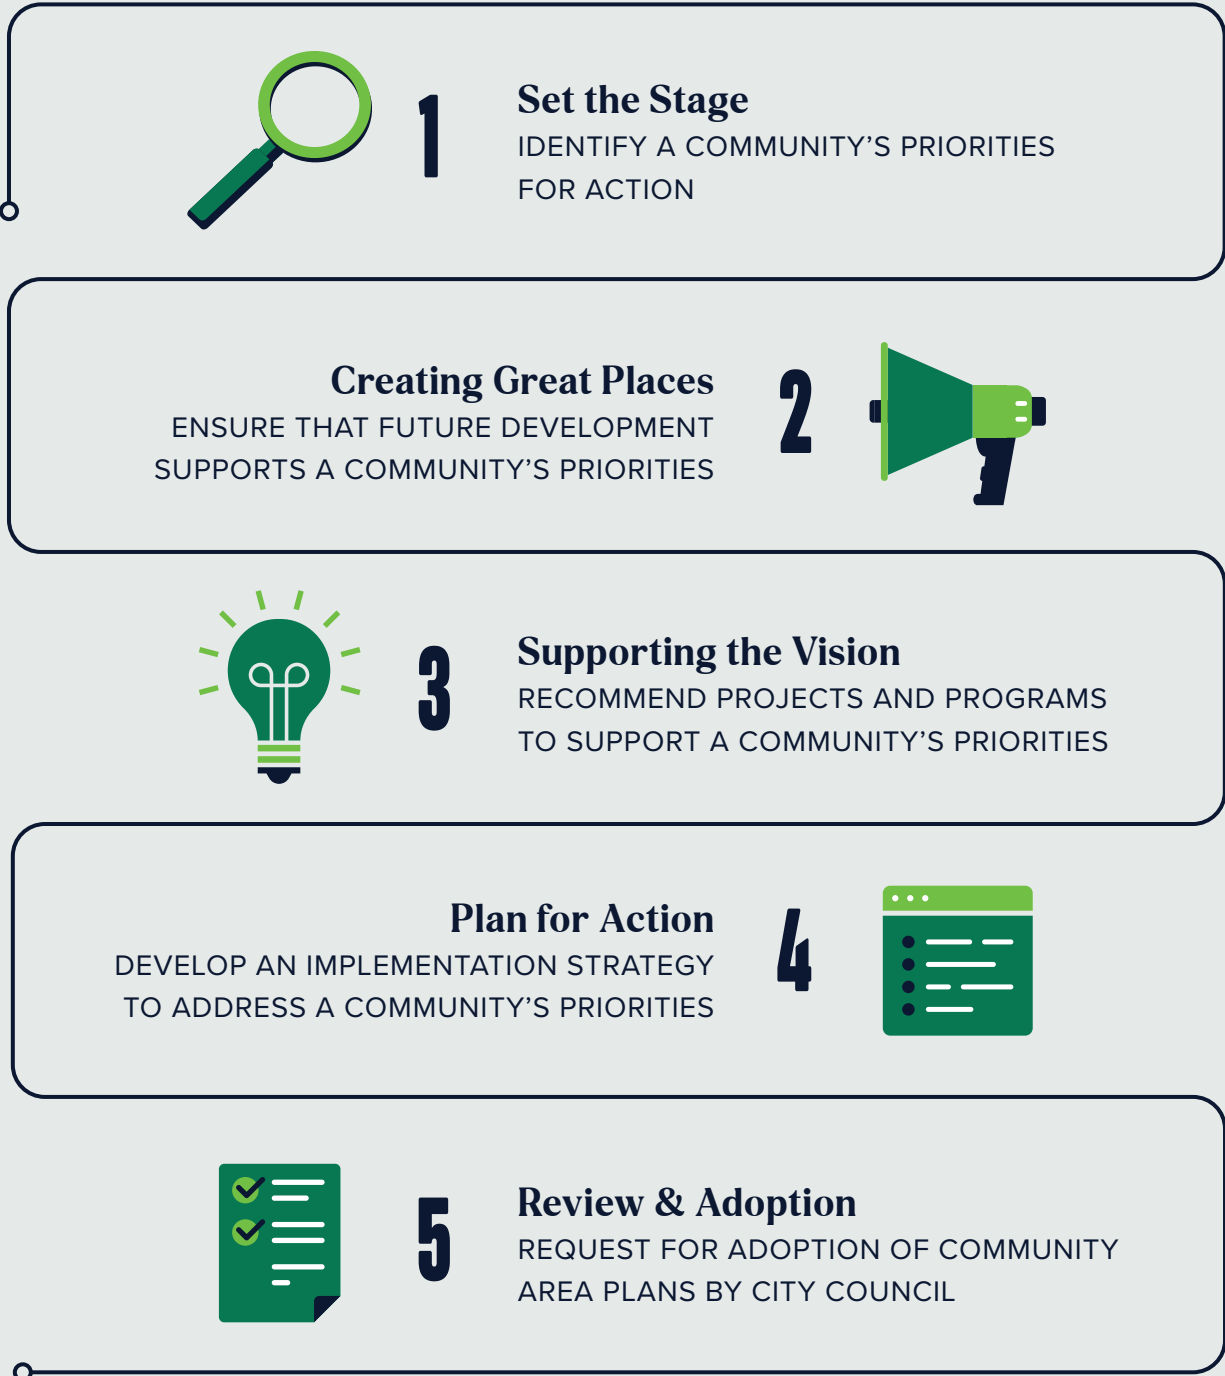 1
Set the Stage
IDENTIFY A COMMUNITY’S PRIORITIES
FOR ACTION
Creating Great Places
ENSURE THAT FUTURE DEVELOPMENT
SUPPORTS A COMMUNITY’S PRIORITIES
2
3
Supporting the Vision
RECOMMEND PROJECTS AND PROGRAMS
TO SUPPORT A COMMUNITY’S PRIORITIES
Plan for Action
DEVELOP AN IMPLEMENTATION STRATEGY
TO ADDRESS A COMMUNITY’S PRIORITIES
4
5
Review & Adoption
REQUEST FOR ADOPTION OF COMMUNITY
AREA PLANS BY CITY COUNCIL